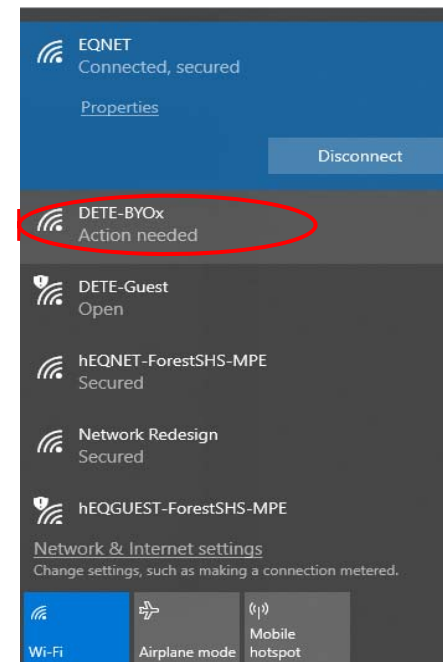 EQNET
Connected, secured
Properties
Disconnect
DETE-BYOx
Action needed
DETE-Guest
Open
hEQNET-ForestSHS-MPE
Secured
Network Redesign
Secured
hEQGUEST-ForestSHS-MPE
Network & Internet settings
Change settings, such as making a connection metered.
Wi-Fi
Airplane mode
Mobile
hotspot